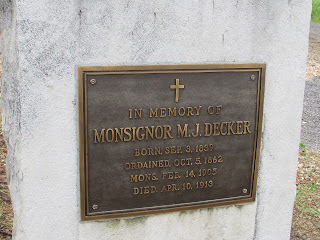 IN MEMORY OF
MONSIGNOR M. J. DECKER
BORN, SEP. 3, 1839
ORDAINED, OCT. 5, 1862
MONS. FEB. 14, 1905
DIED, APR. 10, 1913